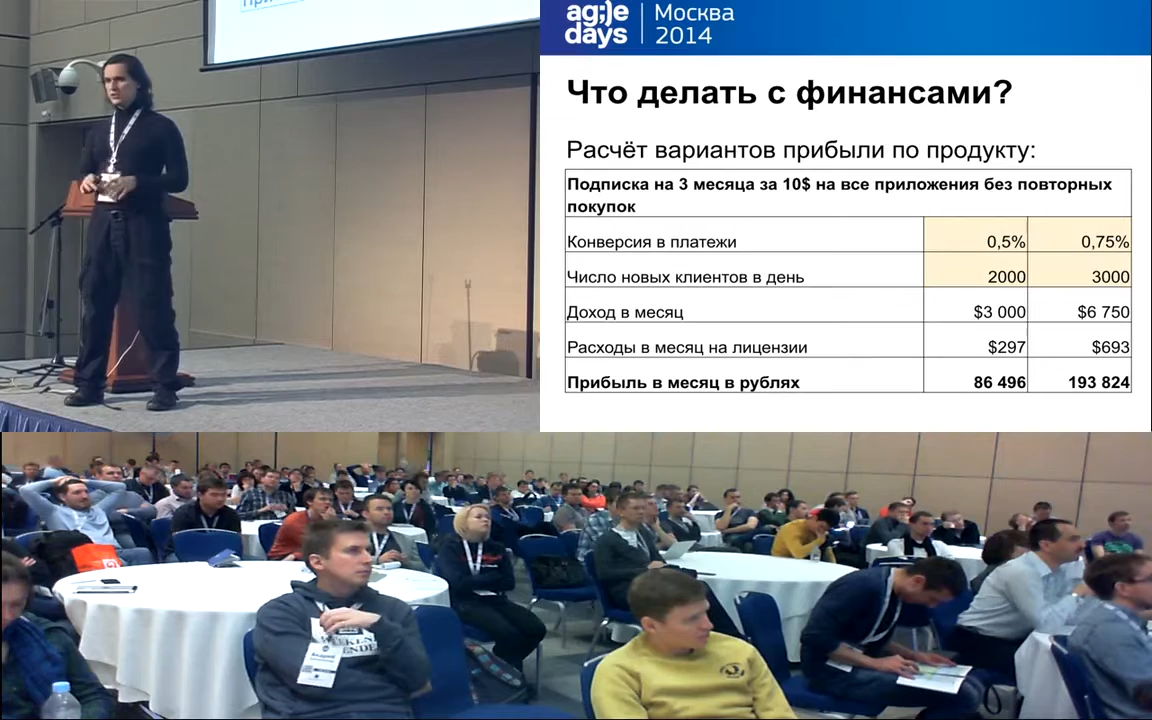 agile
days
Москва
2014
Что делать с финансами?
Расчёт вариантов прибыли по продукту:
Подписка на 3 месяца за 10$ на все приложения без повторных
покупок
Конверсия в платежи 0,5% 0,75%
Число новых клиентов в день 2000 3000
Доход в месяц $3 000 $6 750
Расходы в месяц на лицензии $297 $693
Прибыль в месяц в рублях 86 496 193 824
Андрей